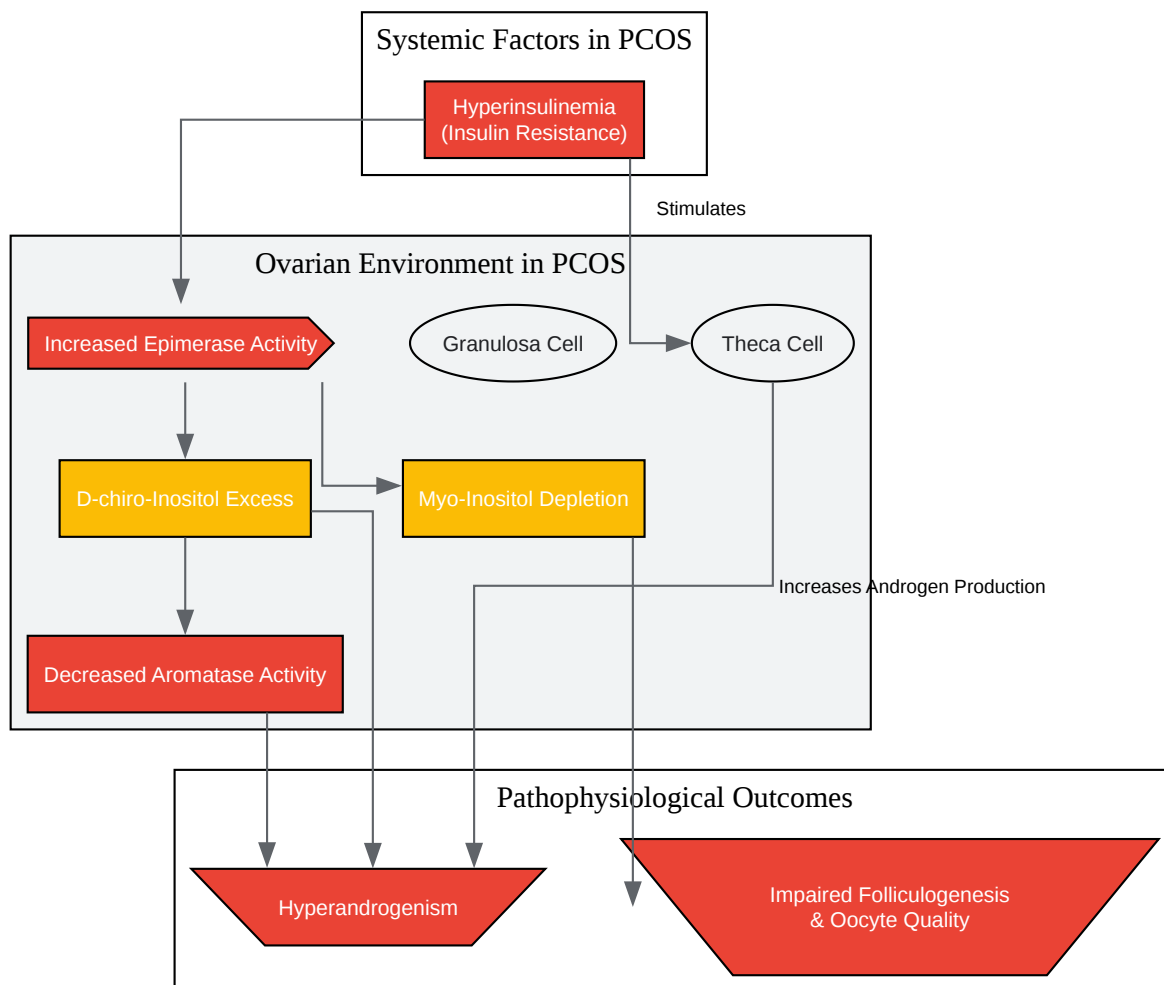 Systemic Factors in PCOS
Hyperinsulinemia
(Insulin Resistance)
Stimulates
Ovarian Environment in PCOS
Increased Epimerase Activity
Granulosa Cell
Theca Cell
D-chiro-Inositol Excess
Myo-Inositol Depletion
Increases Androgen Production
Decreased Aromatase Activity
Pathophysiological Outcomes
Hyperandrogenism
Impaired Folliculogenesis
& Oocyte Quality